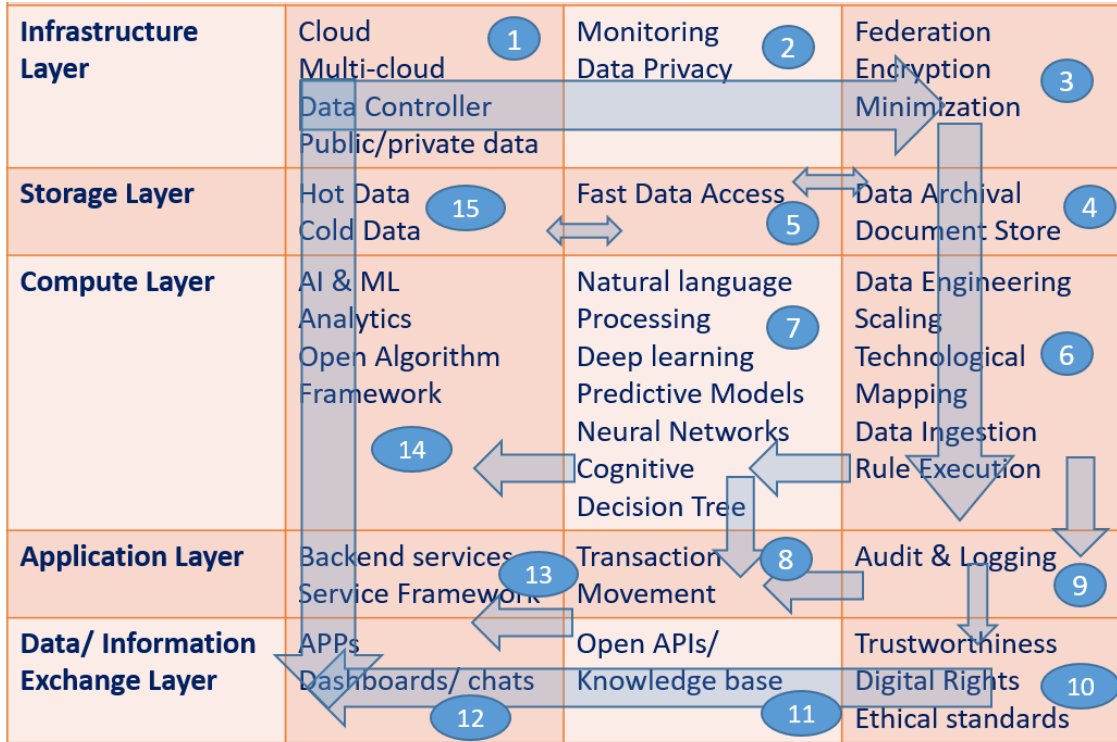 Infrastructure
Layer
Cloud
Multi-cloud
Data Controller
Public/private data
1
Monitoring
Data Privacy
2
Federation
Encryption
Minimization
3
Storage Layer
Hot Data
Cold Data
15
Fast Data Access
5
Data Archival
Document Store
4
Compute Layer
AI & ML
Analytics
Open Algorithm
Framework
14
Natural language
Processing
Deep learning
Predictive Models
Neural Networks
Cognitive
Decision Tree
7
Data Engineering
Scaling
Technological
Mapping
Data Ingestion
Rule Execution
6
Application Layer
Backend services
Service Framework
13
Transaction
Movement
8
Audit & Logging
9
Data/ Information
Exchange Layer
APPs
Dashboards/ chats
12
Open APIs/
Knowledge base
11
Trustworthiness
Digital Rights
Ethical standards
10